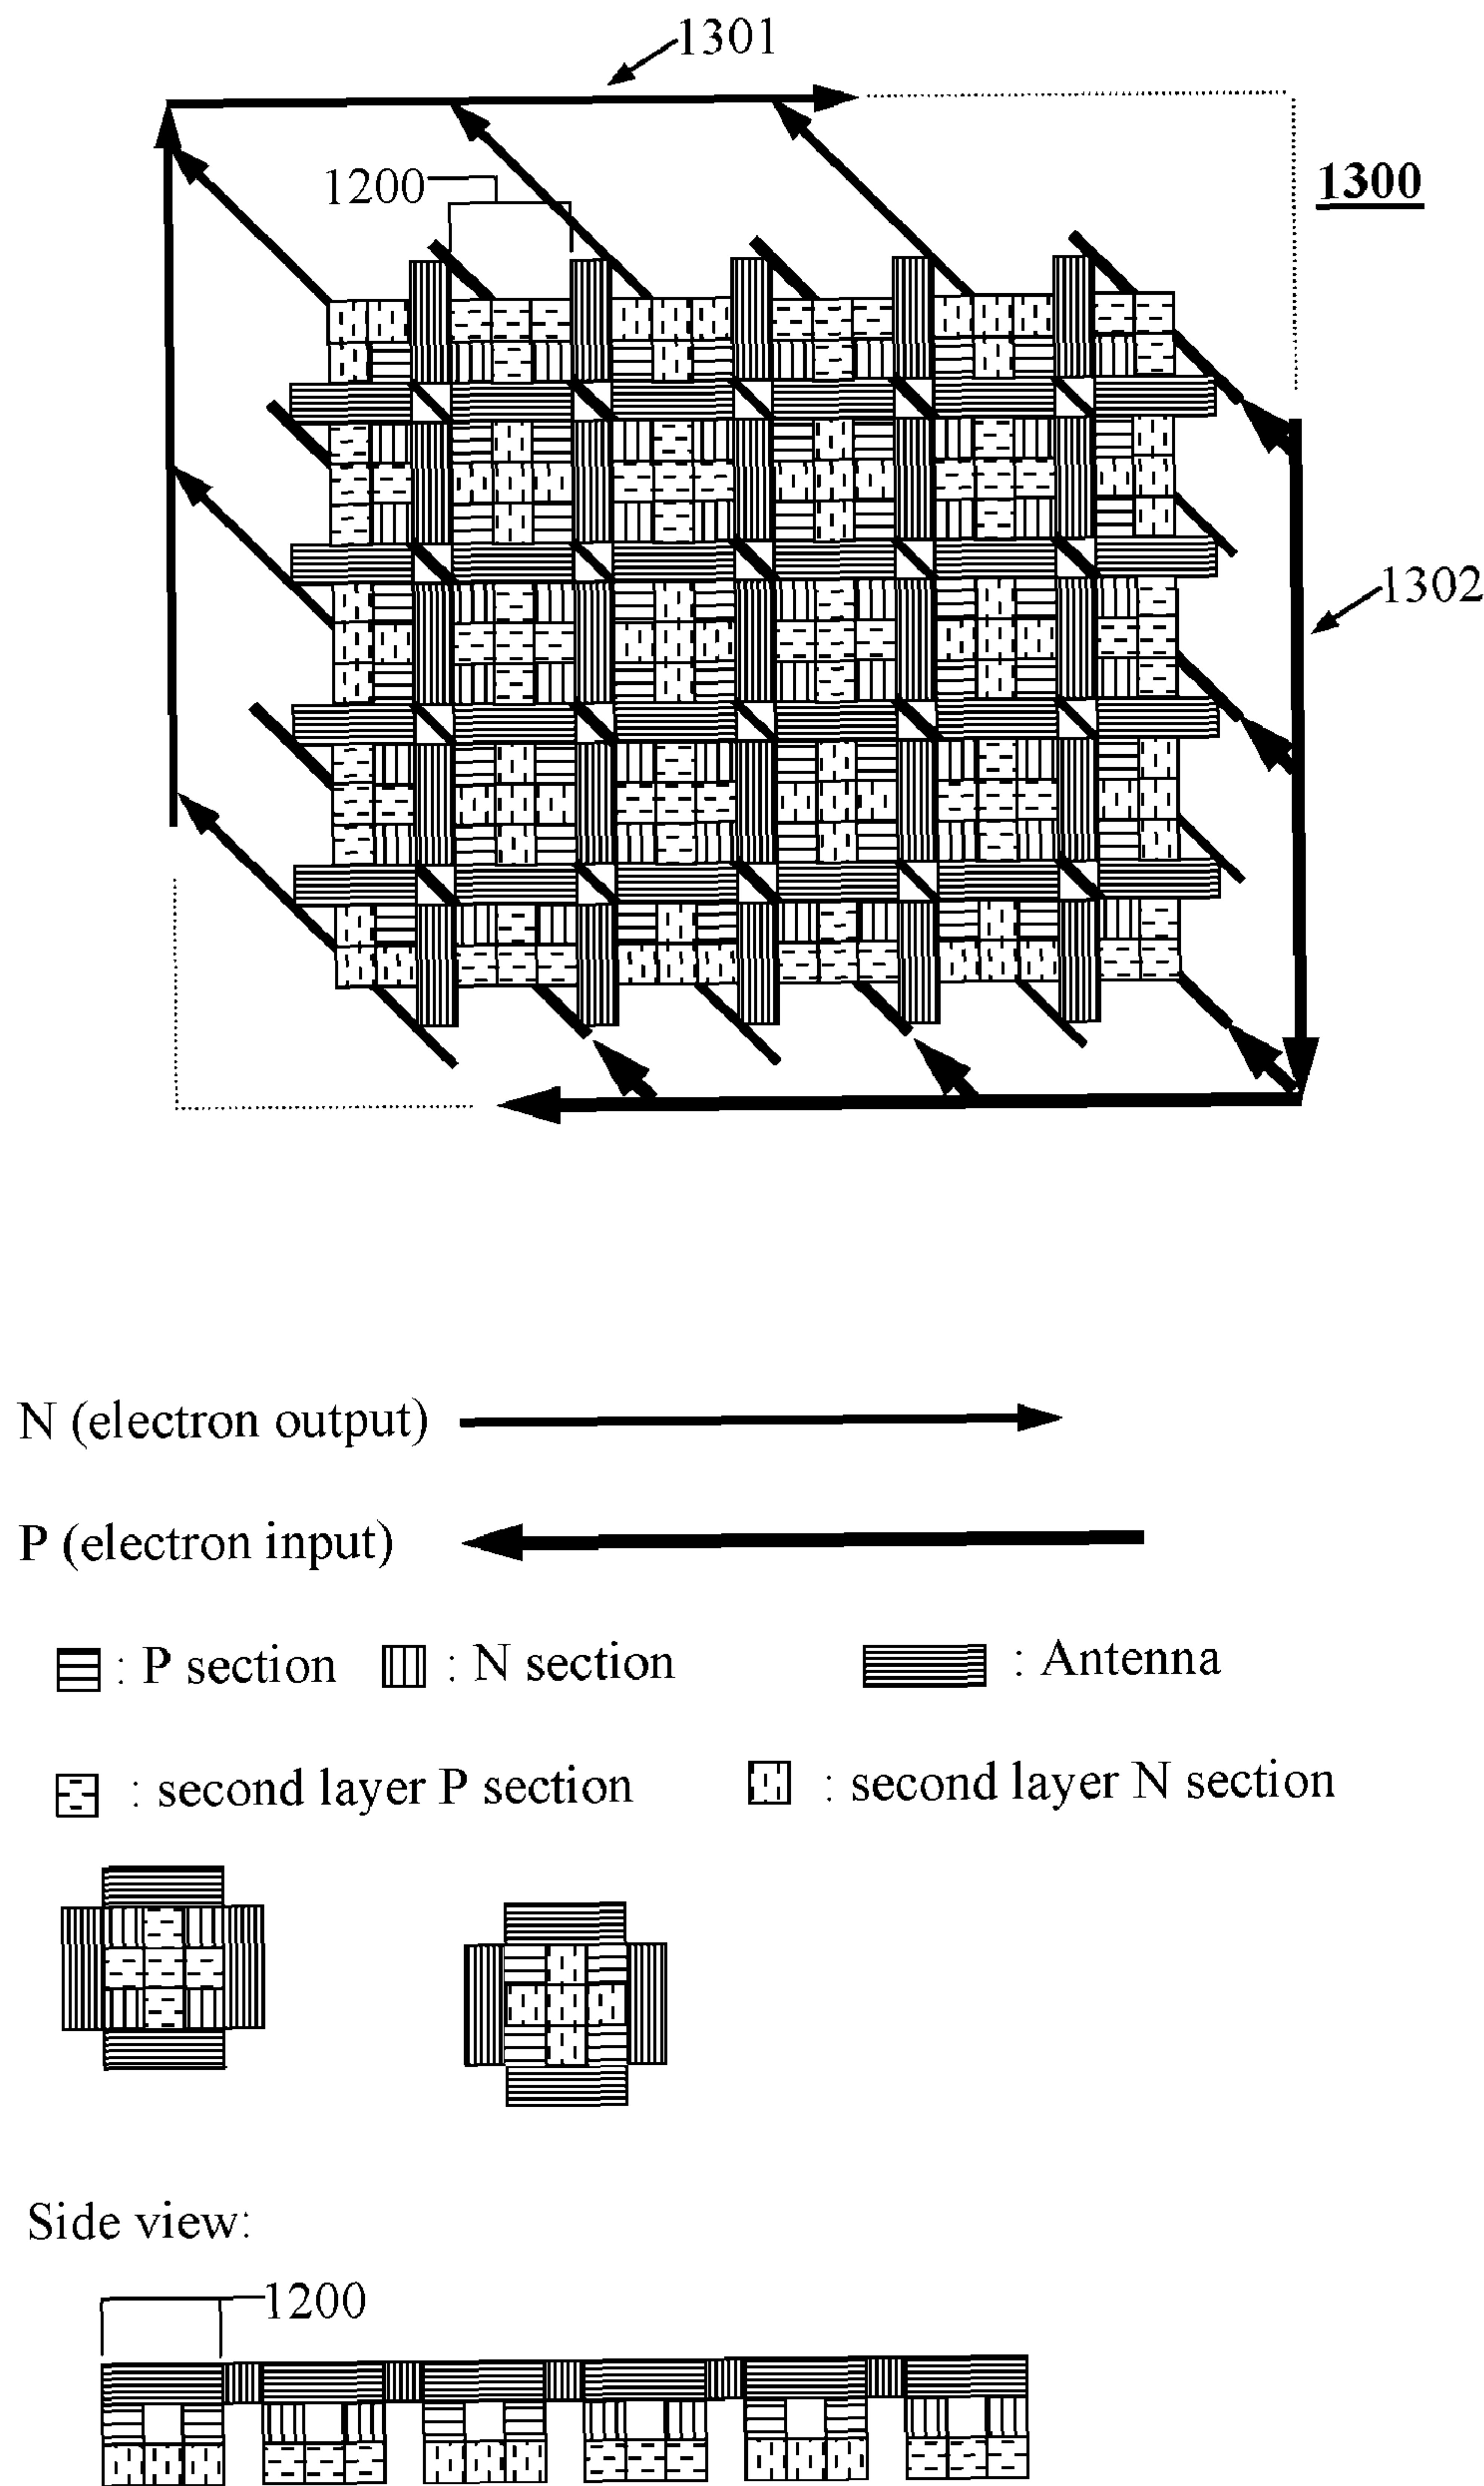 1301
1200
1300
1302
N (electron output)
P (electron input)
: P section : N section : Antenna
: second layer P section : second layer N section
Side view:
1200